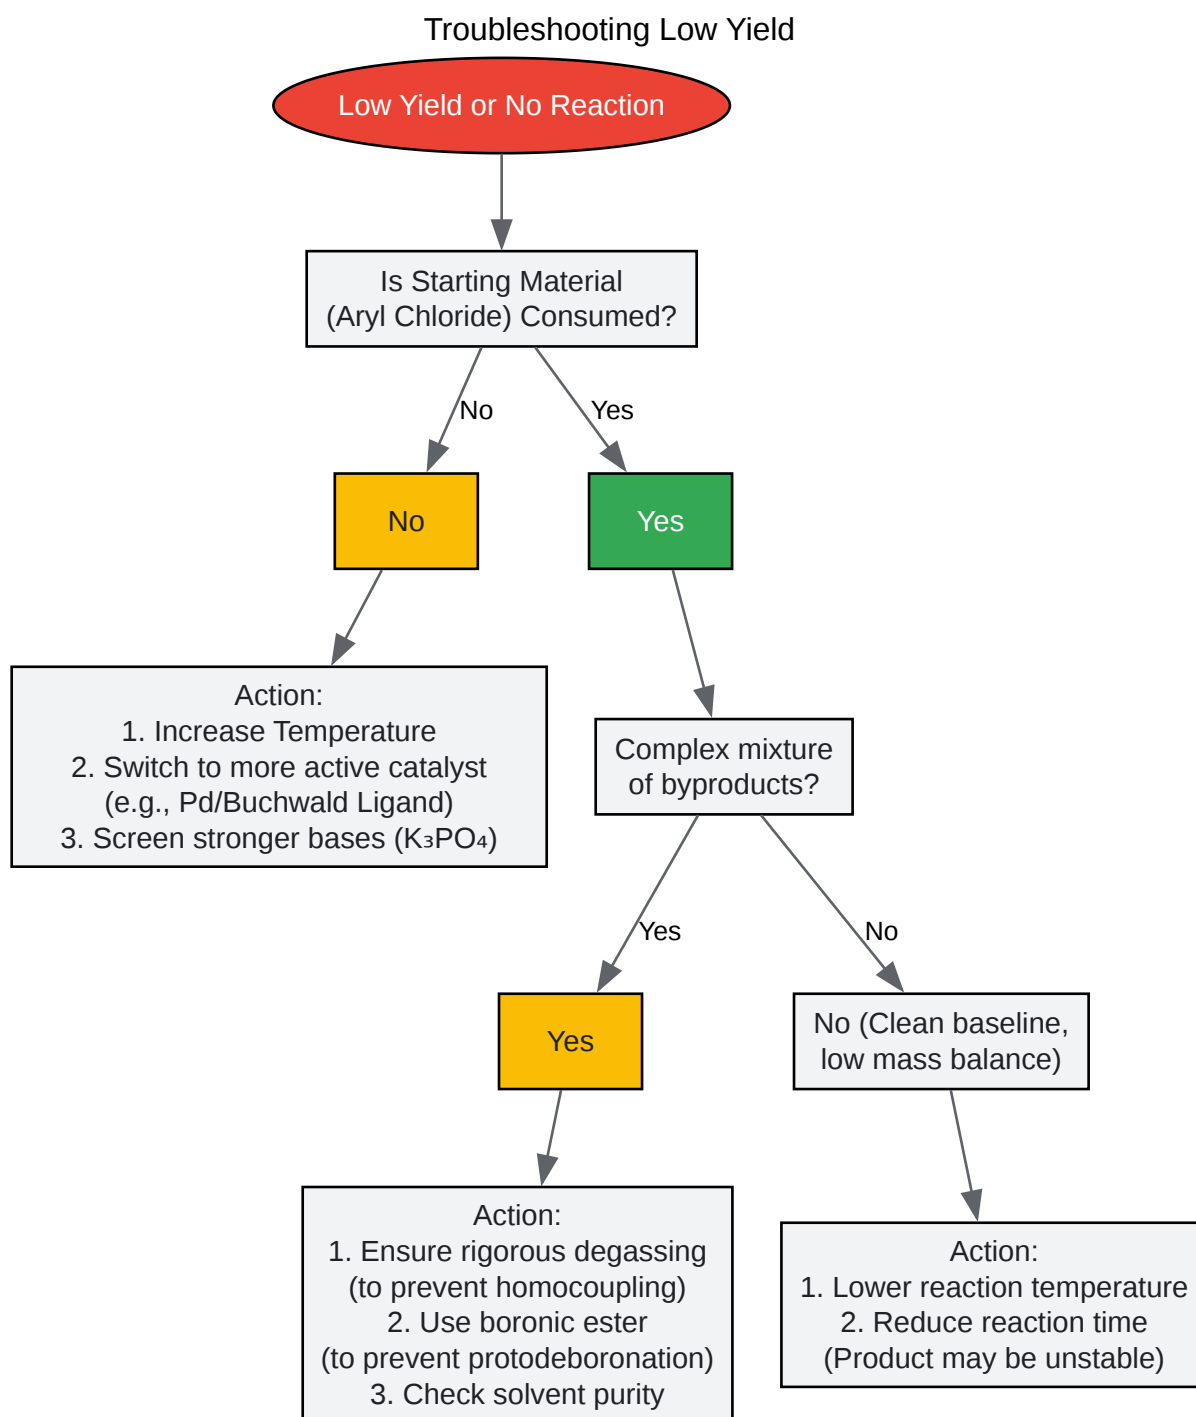 Troubleshooting Low Yield
Low Yield or No Reaction
Is Starting Material
(Aryl Chloride) Consumed?
No
Yes
No
Yes
Action:
1. Increase Temperature
2. Switch to more active catalyst
(e.g., Pd/Buchwald Ligand)
3. Screen stronger bases (K₃PO₄)
Complex mixture
of byproducts?
Yes
No
Yes
No (Clean baseline,
low mass balance)
Action:
1. Ensure rigorous degassing
(to prevent homocoupling)
2. Use boronic ester
(to prevent protodeboronation)
3. Check solvent purity
Action:
1. Lower reaction temperature
2. Reduce reaction time
(Product may be unstable)